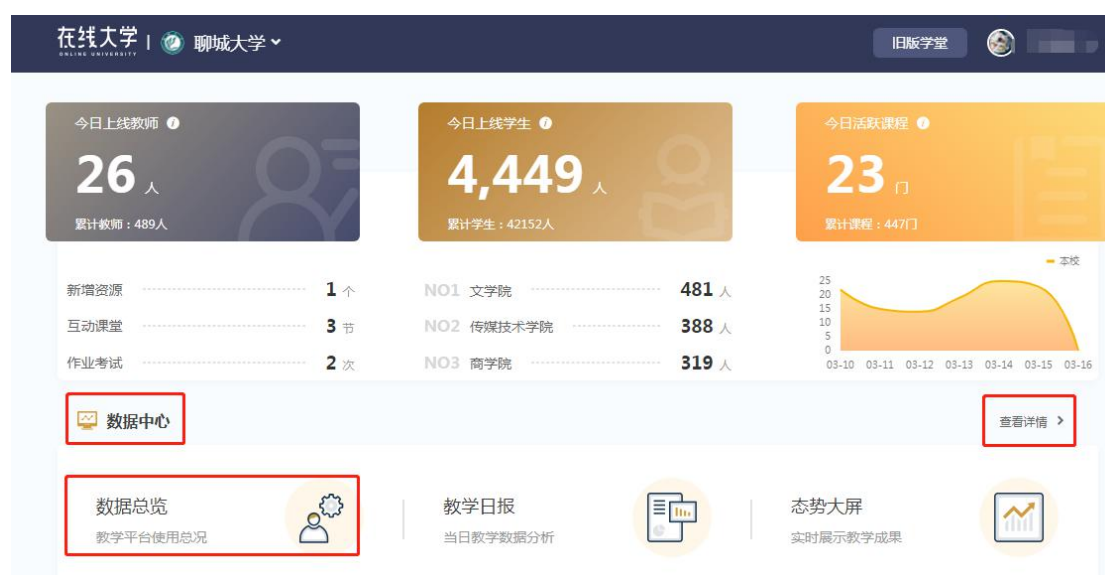 在线大学 | 聊城大学
ONLINE UNIVERSITY
旧版学堂
今日上线教师
26 人
累计教师：489人
今日上线学生
4,449 人
累计学生：42152人
今日活跃课程
23 门
累计课程：447门
新增资源 1 个
互动课堂 3 节
作业考试 2 次
NO1 文学院 481 人
NO2 传媒技术学院 388 人
NO3 商学院 319 人
本校
25
20
15
10
5
0
03-10 03-11 03-12 03-13 03-14 03-15 03-16
数据中心
查看详情
数据总览
教学平台使用总况
教学日报
当日教学数据分析
态势大屏
实时展示教学成果